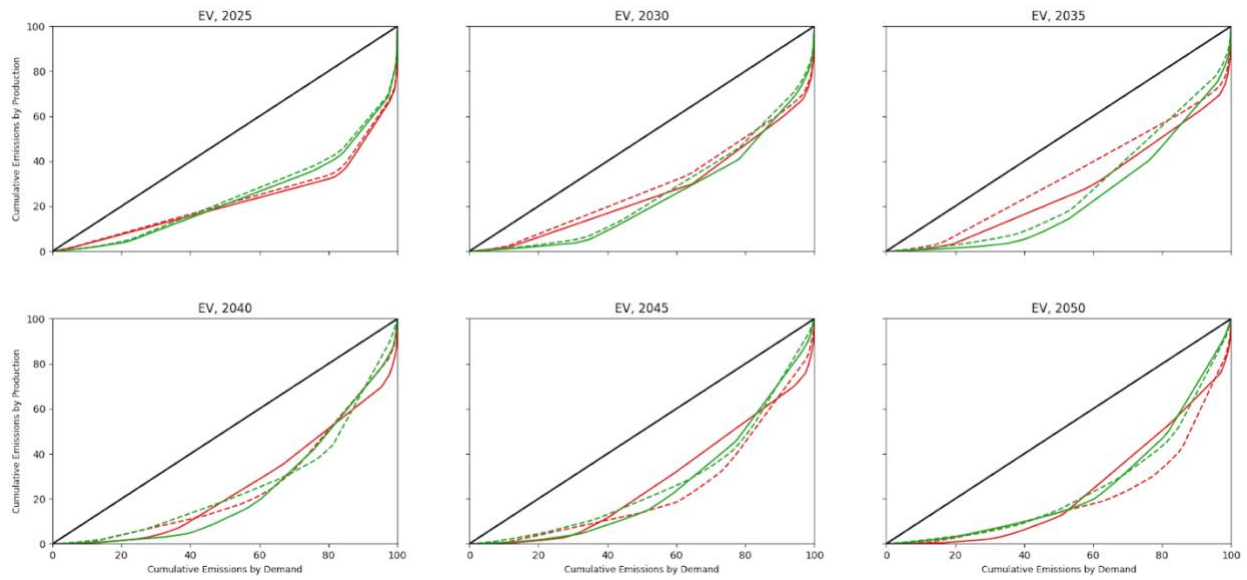 EV, 2025
EV, 2030
EV, 2035
100
80
60
40
20
0
Cumulative Emissions by Production
EV, 2040
EV, 2045
EV, 2050
100
80
60
40
20
0
Cumulative Emissions by Production
0 20 40 60 80 100
0 20 40 60 80 100
0 20 40 60 80 100
Cumulative Emissions by Demand
Cumulative Emissions by Demand
Cumulative Emissions by Demand